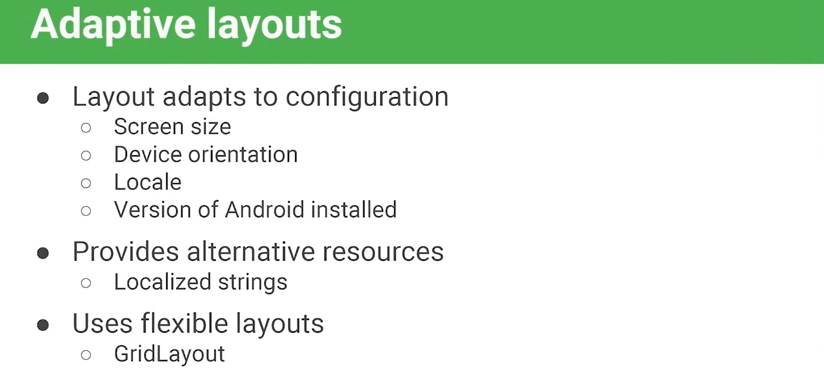 Adaptive layouts
● Layout adapts to configuration
○ Screen size
○ Device orientation
○ Locale
○ Version of Android installed
● Provides alternative resources
○ Localized strings
● Uses flexible layouts
○ GridLayout